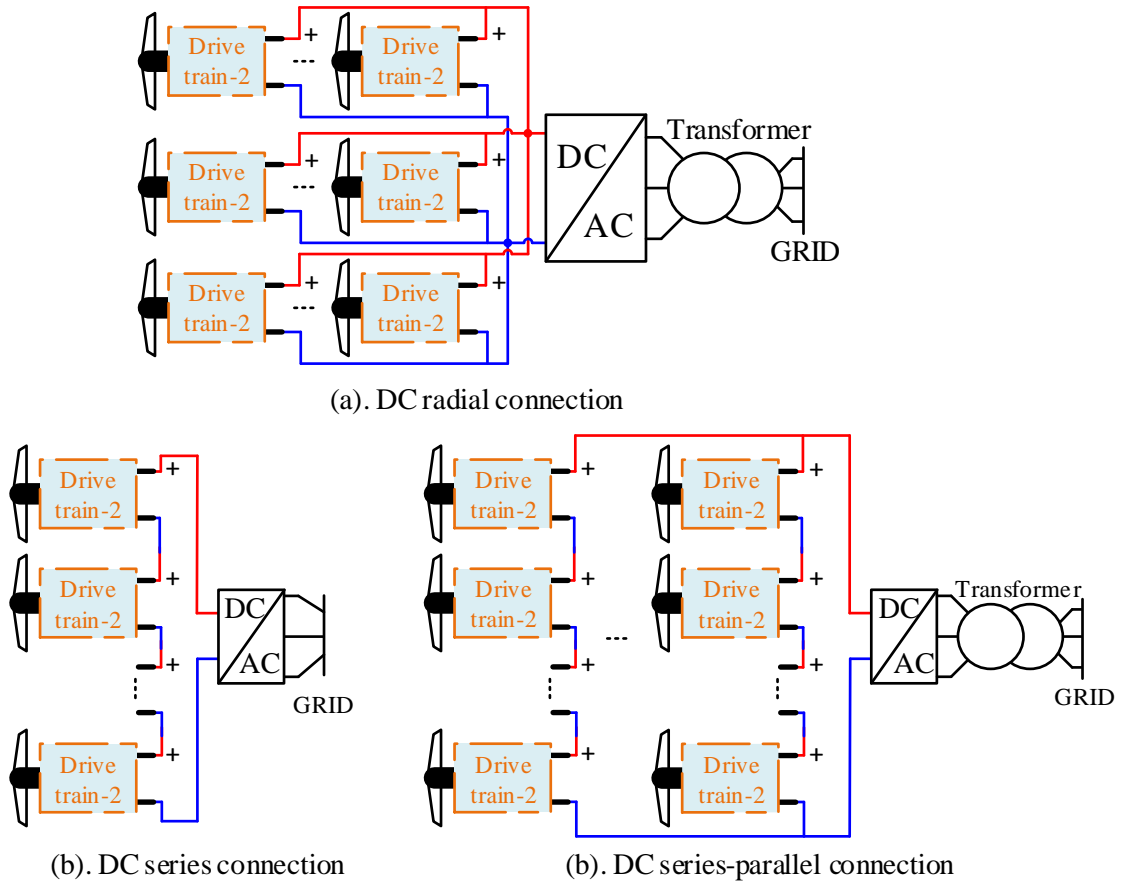 Drive
train-2
+
Drive
train-2
+
Drive
train-2
+
Drive
train-2
+
Drive
train-2
+
Drive
train-2
+
DC
AC
Transformer
GRID
(a). DC radial connection
Drive
train-2
+
Drive
train-2
+
+
Drive
train-2
+
DC
AC
GRID
(b). DC series connection
Drive
train-2
+
Drive
train-2
+
Drive
train-2
+
Drive
train-2
+
+
+
Drive
train-2
+
Drive
train-2
+
DC
AC
Transformer
GRID
(b). DC series-parallel connection